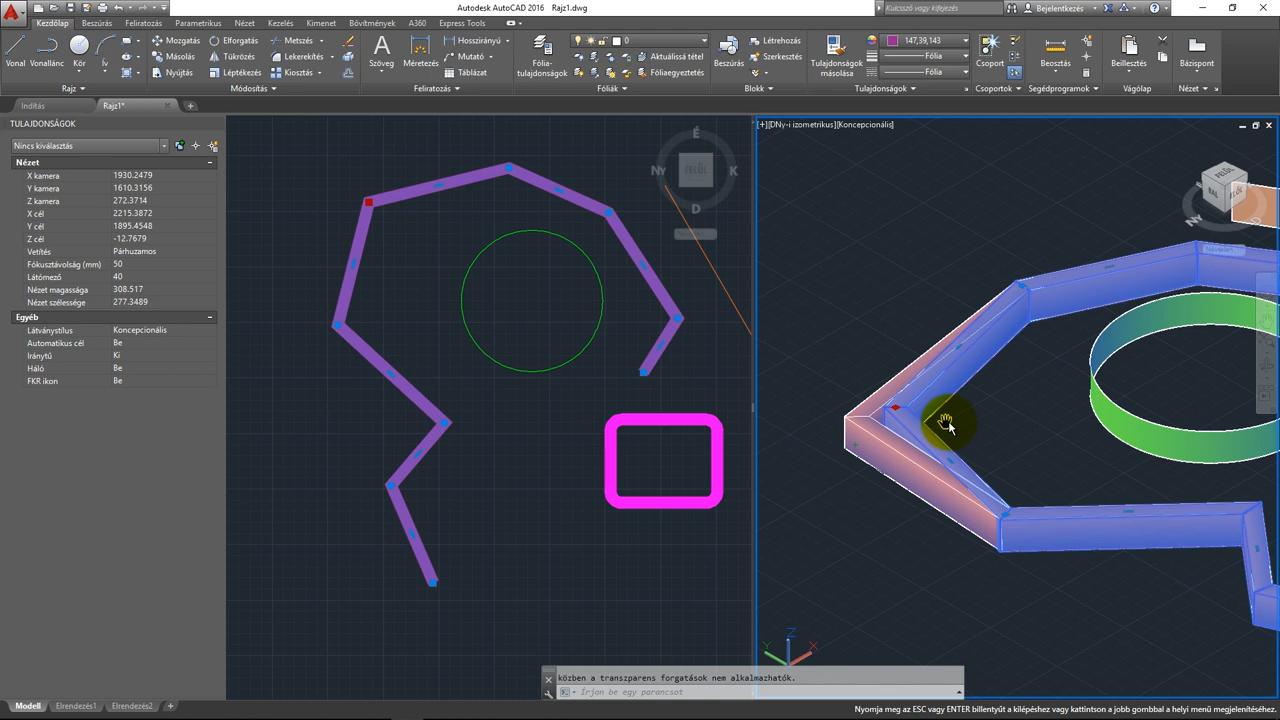 Autodesk AutoCAD 2016 Rajz1.dwg
Kulcsszó vagy kifejezés
Bejelentkezés
Kezdőlap Beszúrás Feliratozás Parametrikus Nézet Kezelés Kimenet Bővítmények A360 Express Tools
Vonal Vonallánc Kör Ív
Mozgatás Elforgatás Metszés
Másolás Tükrözés Lekerekítés
Nyújtás Léptékezés Kiosztás
Szöveg Méretezés
Hosszirányú
Mutató
Táblázat
Fólia-
tulajdonságok
0
Aktuálissá tétel
Fóliaegyeztetés
Beszúrás
Létrehozás
Szerkesztés
Tulajdonságok
másolása
147,39,143
Fólia
Fólia
Csoport Beosztás Beillesztés Bázispont
Rajz Módosítás Feliratozás Fóliák Blokk Tulajdonságok Csoportok Segédprogramok Vágólap Nézet
Indítás Rajz1*
TULAJDONSÁGOK
Nincs kiválasztás
Nézet
X kamera 1930.2479
Y kamera 1610.3156
Z kamera 272.3714
X cél 2215.3872
Y cél 1895.4548
Z cél -12.7679
Vetítés Párhuzamos
Fókusztávolság (mm) 50
Látómező 40
Nézet magassága 308.517
Nézet szélessége 277.3489
Egyéb
Látványstílus Koncepcionális
Automatikus cél Be
Iránytű Ki
Háló Be
FKR ikon Be
É
NY FELÜL K
D
[+][DNy-i izometrikus][Koncepcionális]
FELÜL
BAL
NY
Z
Y X
közben a transzparens forgatások nem alkalmazhatók.
Írjon be egy parancsot
Modell Elrendezés1 Elrendezés2
Nyomja meg az ESC vagy ENTER billentyűt a kilépéshez vagy kattintson a jobb gombbal a helyi menü megjelenítéséhez.